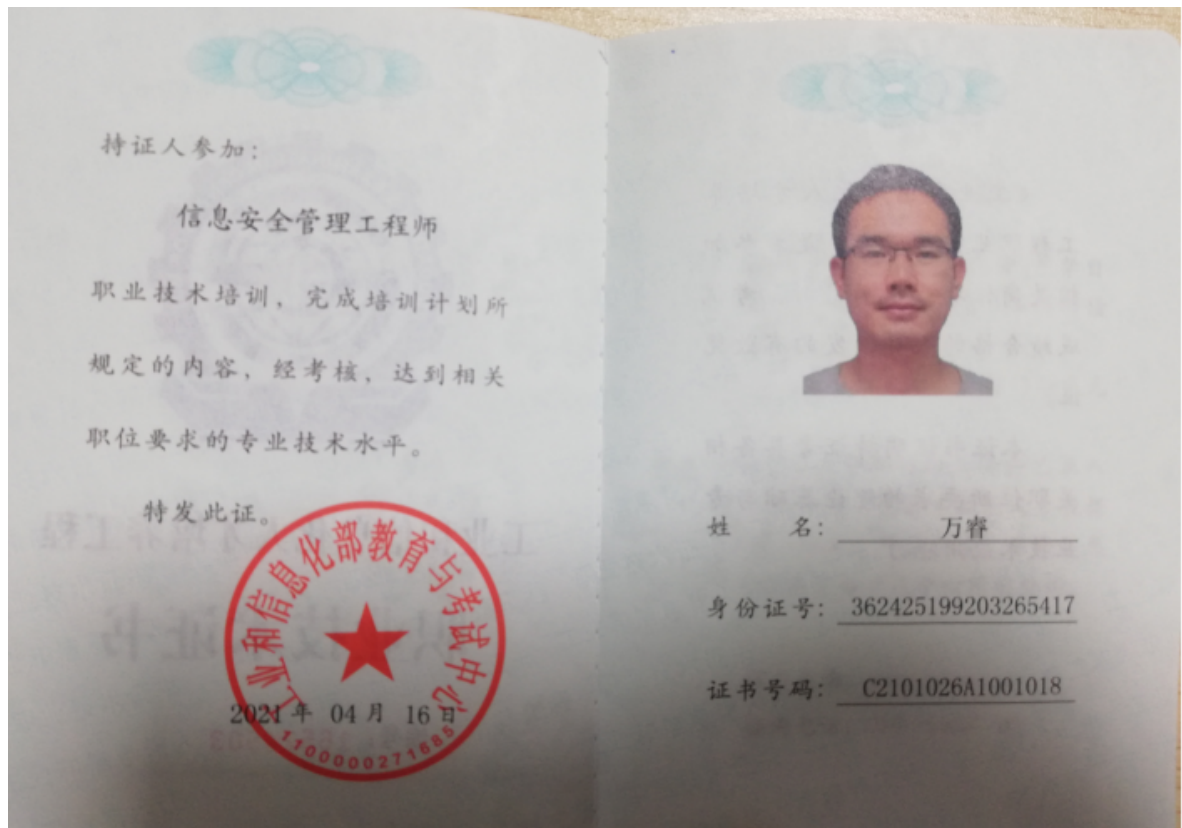 持证人参加：
信息安全管理工程师
职业技术培训，完成培训计划所
规定的内容，经考核，达到相关
职位要求的专业技术水平。
特发此证。
工业和信息化部教育与考试中心
2021年 04月 16日
1100000271685
姓 名： 万睿
身份证号： 362425199203265417
证书号码： C2101026A1001018